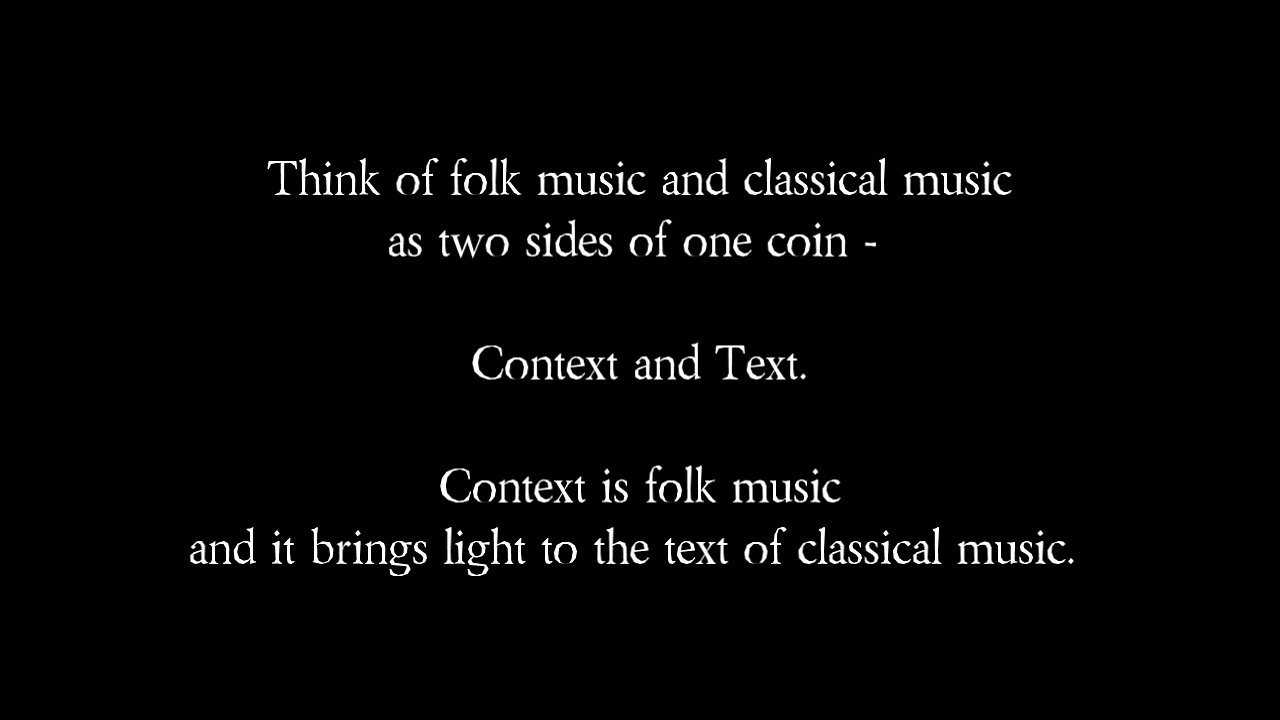 Think of folk music and classical music
as two sides of one coin -
Context and Text.
Context is folk music
and it brings light to the text of classical music.